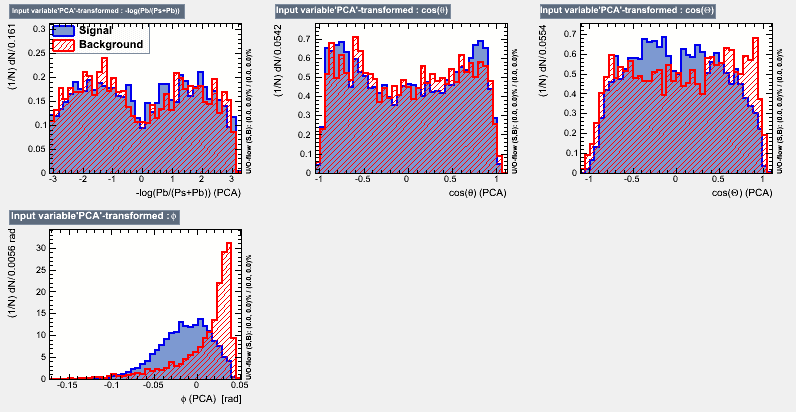 Input variable'PCA'-transformed : -log(Pb/(Ps+Pb))
(1/N) dN/0.161
Signal
Background
0.3
0.25
0.2
0.15
0.1
0.05
0
-3 -2 -1 0 1 2 3
-log(Pb/(Ps+Pb)) (PCA)
U/O-flow (S,B): (0.0, 0.0)% / (0.0, 0.0)%
Input variable'PCA'-transformed : cos(θ)
(1/N) dN/0.0542
0.7
0.6
0.5
0.4
0.3
0.2
0.1
0
-1 -0.5 0 0.5 1
cos(θ) (PCA)
U/O-flow (S,B): (0.0, 0.0)% / (0.0, 0.0)%
Input variable'PCA'-transformed : cos(Θ)
(1/N) dN/0.0554
0.7
0.6
0.5
0.4
0.3
0.2
0.1
0
-1 -0.5 0 0.5 1
cos(Θ) (PCA)
U/O-flow (S,B): (0.0, 0.0)% / (0.0, 0.0)%
Input variable'PCA'-transformed : ϕ
(1/N) dN/0.0056 rad
30
25
20
15
10
5
0
-0.15 -0.1 -0.05 0 0.05
ϕ (PCA) [rad]
U/O-flow (S,B): (0.0, 0.0)% / (0.0, 0.0)%